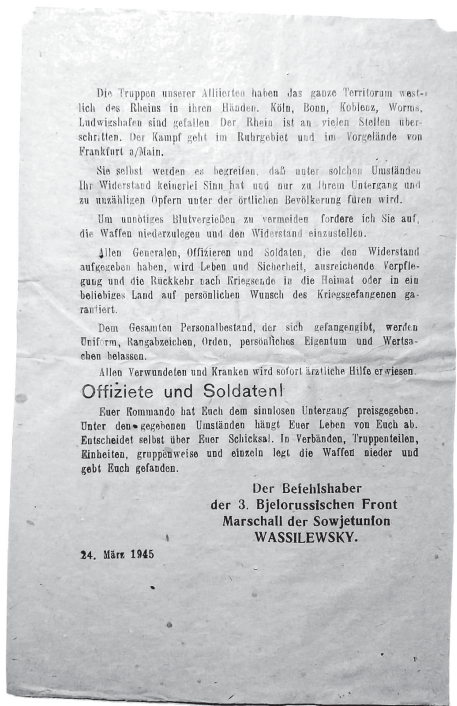 Die Truppen unserer Alliierten haben das ganze Territorum west-
lich des Rheins in ihren Händen. Köln, Bonn, Koblenz, Worms,
Ludwigshafen sind gefallen. Der Rhein ist an vielen Stellen über-
schritten. Der Kampf geht im Ruhrgebiet und im Vorgelände von
Frankfurt a/Main.
Sie selbst werden es begreifen, daß unter solchen Umständen
Ihr Widerstand keinerlei Sinn hat und nur zu Ihrem Untergang und
zu unzähligen Opfern unter der örtlichen Bevölkerung füren wird.
Um unnötiges Blutvergießen zu vermeiden fordere ich Sie auf,
die Waffen niederzulegen und den Widerstand einzustellen.
Allen Generalen, Offizieren und Soldaten, die den Widerstand
aufgegeben haben, wird Leben und Sicherheit, ausreichende Verpfle-
gung und die Rückkehr nach Kriegsende in die Heimat oder in ein
beliebiges Land auf persönlichen Wunsch des Kriegsgefangenen ga-
rantiert.
Dem Gesamten Personalbestand, der sich gefangengibt, werden
Uniform, Rangabzeichen, Orden, persönliches Eigentum und Wertsa-
chen belassen.
Allen Verwundeten und Kranken wird sofort ärztliche Hilfe erwiesen.
Offiziete und Soldaten!
Euer Kommando hat Euch dem sinnlosen Untergang preisgegeben.
Unter den gegebenen Umständen hängt Euer Leben von Euch ab.
Entscheidet selbst über Euer Schicksal. In Verbänden, Truppenteilen,
Einheiten, gruppenweise und einzeln legt die Waffen nieder und
gebt Euch gefanden.
Der Befehlshaber
der 3. Bjelorussischen Front
Marschall der Sowjetunion
WASSILEWSKY.
24. März 1945